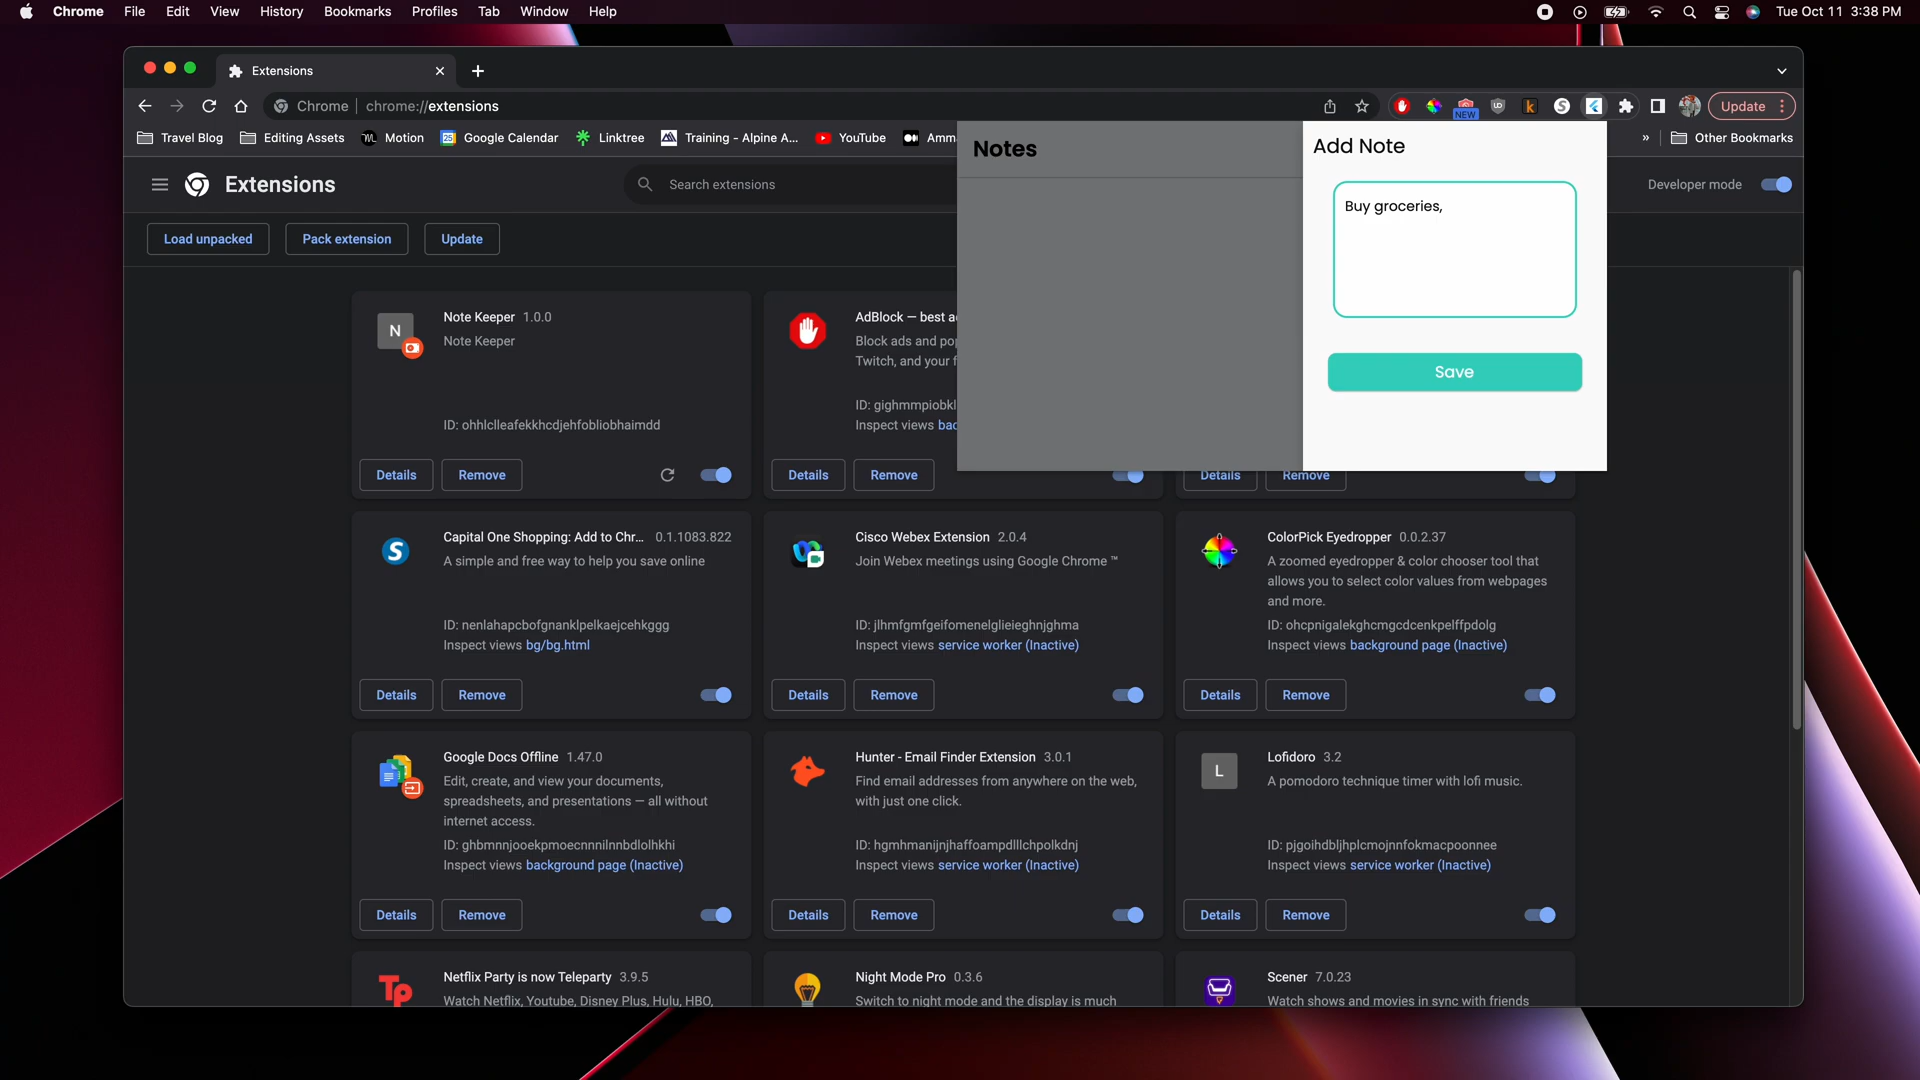 Chrome File Edit View History Bookmarks Profiles Tab Window Help Tue Oct 11 3:38 PM
Extensions
Chrome chrome://extensions NEW UD k S Update
Travel Blog Editing Assets Motion 25 Google Calendar Linktree Training - Alpine A... YouTube Amm » Other Bookmarks
Notes
Add Note
Extensions Search extensions Developer mode
Buy groceries,
Load unpacked Pack extension Update
Save
N
Note Keeper 1.0.0
Note Keeper
ID: ohhlclleafekkhcdjehfobliobhaimdd
Details Remove
AdBlock — best a
Block ads and po
Twitch, and your f
ID: gighmmpiobkl
Inspect views bac
Details Remove
Details Remove
S
Capital One Shopping: Add to Chr... 0.1.1083.822
A simple and free way to help you save online
ID: nenlahapcbofgnanklpelkaejcehkggg
Inspect views bg/bg.html
Details Remove
Cisco Webex Extension 2.0.4
Join Webex meetings using Google Chrome ™
ID: jlhmfgmfgeifomenelglieieghnjghma
Inspect views service worker (Inactive)
Details Remove
ColorPick Eyedropper 0.0.2.37
A zoomed eyedropper & color chooser tool that
allows you to select color values from webpages
and more.
ID: ohcpnigalekghcmgcdcenkpelffpdolg
Inspect views background page (Inactive)
Details Remove
Google Docs Offline 1.47.0
Edit, create, and view your documents,
spreadsheets, and presentations — all without
internet access.
ID: ghbmnnjooekpmoecnnnilnnbdlolhkhi
Inspect views background page (Inactive)
Details Remove
Hunter - Email Finder Extension 3.0.1
Find email addresses from anywhere on the web,
with just one click.
ID: hgmhmanijnjhaffoampdlllchpolkdnj
Inspect views service worker (Inactive)
Details Remove
L
Lofidoro 3.2
A pomodoro technique timer with lofi music.
ID: pjgoihdbljhplcmojnnfokmacpoonnee
Inspect views service worker (Inactive)
Details Remove
Tp
Netflix Party is now Teleparty 3.9.5
Watch Netflix, Youtube, Disney Plus, Hulu, HBO,
Night Mode Pro 0.3.6
Switch to night mode and the display is much
Scener 7.0.23
Watch shows and movies in sync with friends